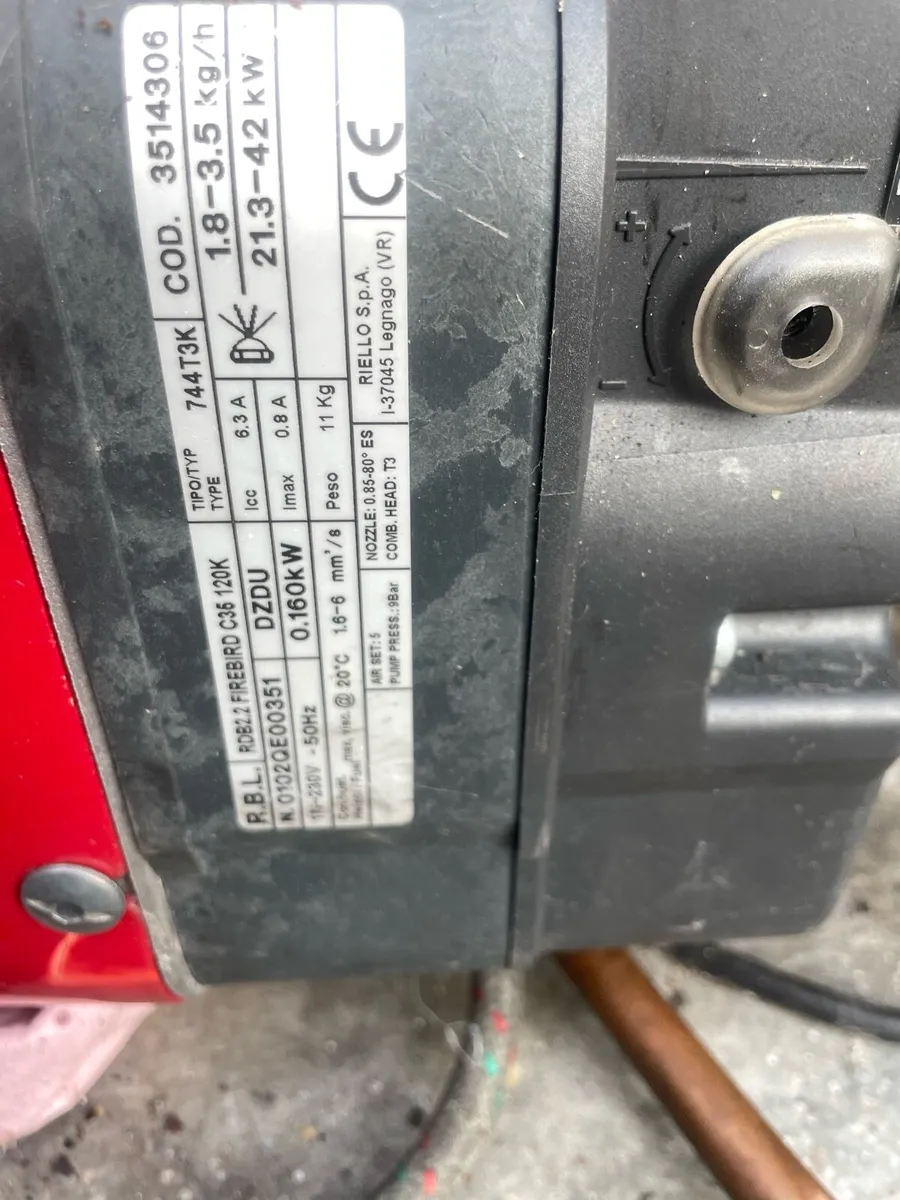 R.B.L. RDB2.2 FIREBIRD C35 120K
TIPO/TYP
TYPE 744T3K
COD. 3514306
N. 0102QE00351
DZDU
Icc 6.3 A
1.8-3.5 kg/h
21.3-42 kW
1N~230V - 50Hz
0.160kW
Imax 0.8 A
max. visc. @ 20°C 1.6-6 mm²/s
Peso 11 Kg
AIR SET: 5
PUMP PRESS.: 9Bar
NOZZLE: 0.85-80° ES
COMB. HEAD: T3
RIELLO S.p.A.
I-37045 Legnago (VR)
CE
+
-